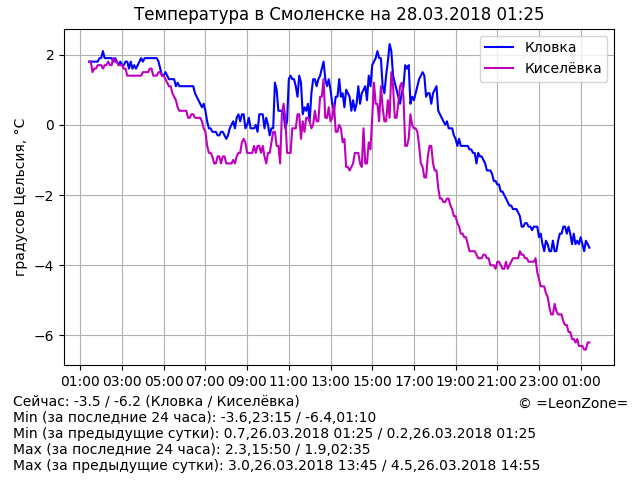 Температура в Смоленске на 28.03.2018 01:25
Кловка
Киселёвка
градусов Цельсия, °C
2
0
−2
−4
−6
01:00 03:00 05:00 07:00 09:00 11:00 13:00 15:00 17:00 19:00 21:00 23:00 01:00
Сейчас: -3.5 / -6.2 (Кловка / Киселёвка)
© =LeonZone=
Min (за последние 24 часа): -3.6,23:15 / -6.4,01:10
Min (за предыдущие сутки): 0.7,26.03.2018 01:25 / 0.2,26.03.2018 01:25
Max (за последние 24 часа): 2.3,15:50 / 1.9,02:35
Max (за предыдущие сутки): 3.0,26.03.2018 13:45 / 4.5,26.03.2018 14:55